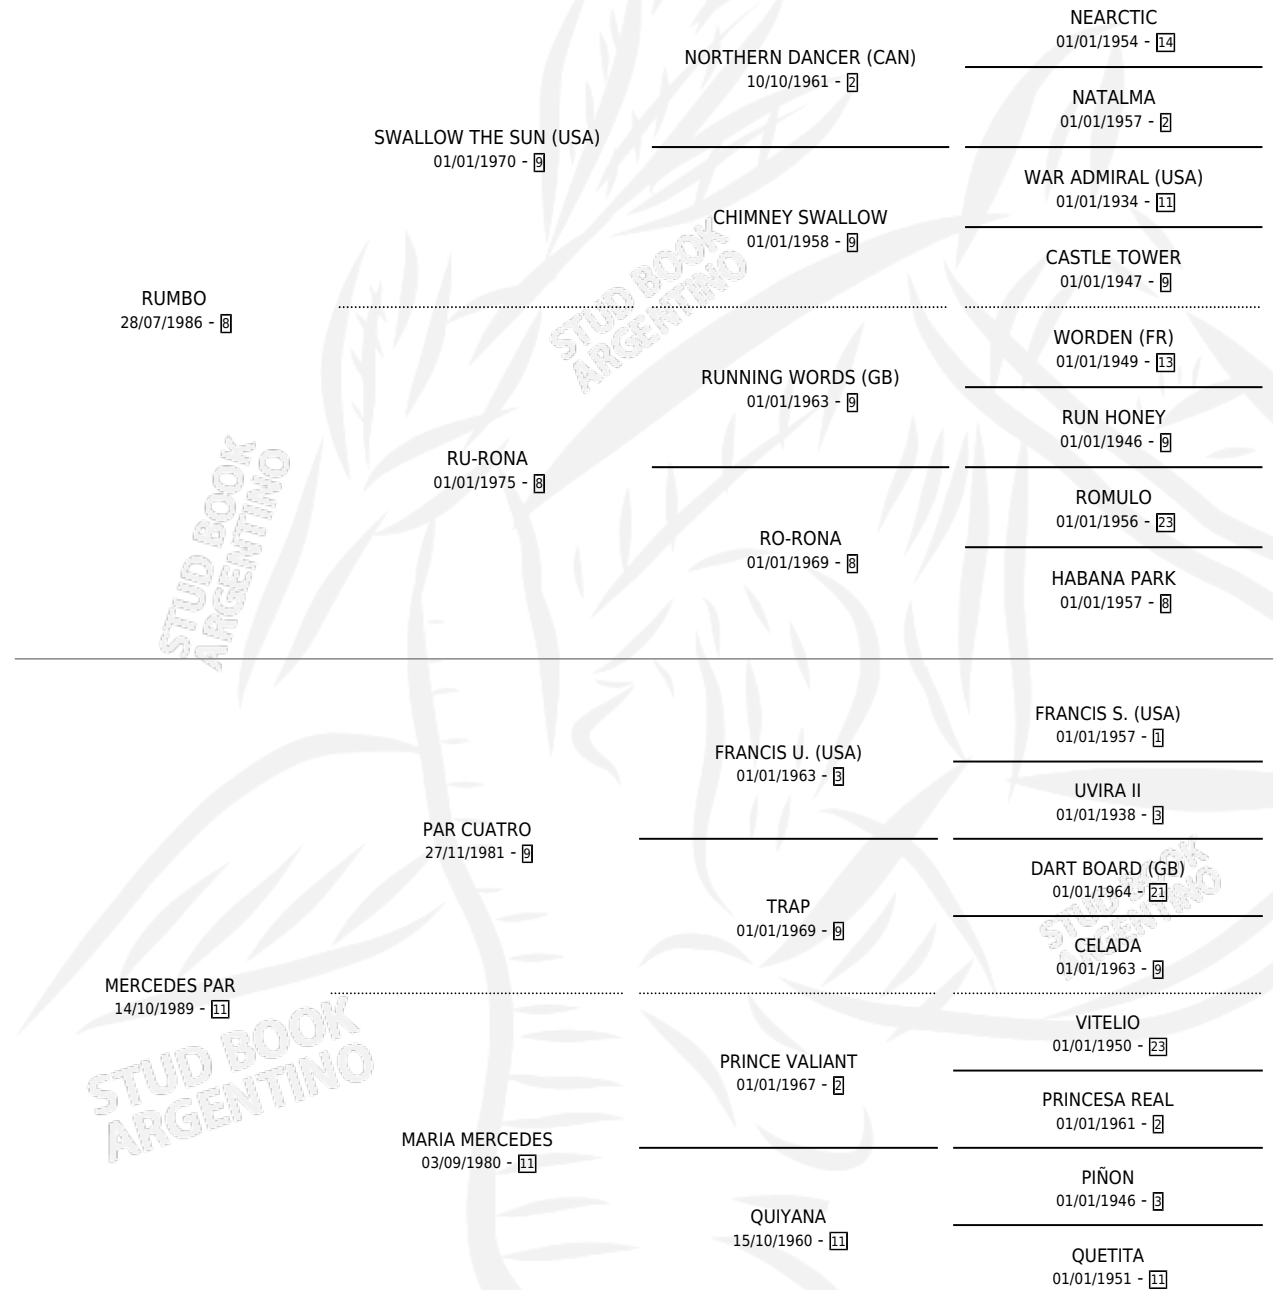 NEARCTIC
01/01/1954 - 14
NORTHERN DANCER (CAN)
10/10/1961 - 2
NATALMA
01/01/1957 - 2
SWALLOW THE SUN (USA)
01/01/1970 - 9
WAR ADMIRAL (USA)
01/01/1934 - 11
CHIMNEY SWALLOW
01/01/1958 - 9
CASTLE TOWER
01/01/1947 - 9
RUMBO
28/07/1986 - 8
WORDEN (FR)
01/01/1949 - 13
RUNNING WORDS (GB)
01/01/1963 - 9
RUN HONEY
01/01/1946 - 9
RU-RONA
01/01/1975 - 8
ROMULO
01/01/1956 - 23
RO-RONA
01/01/1969 - 8
HABANA PARK
01/01/1957 - 8
FRANCIS S. (USA)
01/01/1957 - 1
FRANCIS U. (USA)
01/01/1963 - 3
UVIRA II
01/01/1938 - 3
PAR CUATRO
27/11/1981 - 9
DART BOARD (GB)
01/01/1964 - 21
TRAP
01/01/1969 - 9
CELADA
01/01/1963 - 9
MERCEDES PAR
14/10/1989 - 11
VITELIO
01/01/1950 - 23
PRINCE VALIANT
01/01/1967 - 2
PRINCESA REAL
01/01/1961 - 2
MARIA MERCEDES
03/09/1980 - 11
PIÑON
01/01/1946 - 3
QUIYANA
15/10/1960 - 11
QUETITA
01/01/1951 - 11
STUD BOOK
ARGENTINO
STUD BOOK
ARGENTINO
STUD BOOK
ARGENTINO
STUD BOOK
ARGENTINO